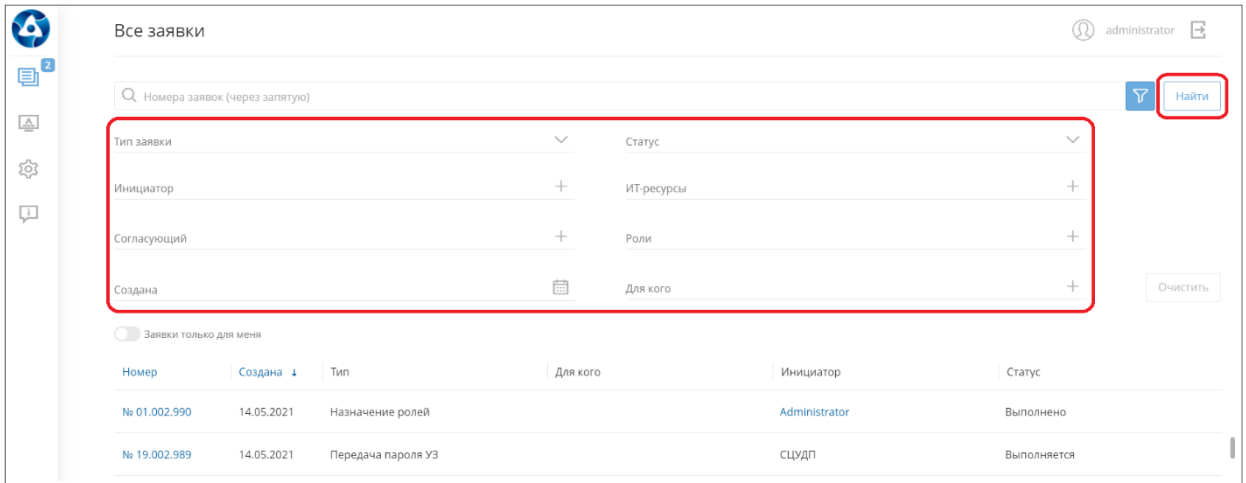 Все заявки
administrator
2
Номера заявок (через запятую)
Найти
Тип заявки
Статус
Инициатор
ИТ-ресурсы
Согласующий
Роли
Создана
Для кого
Очистить
Заявки только для меня
Номер Создана ↓ Тип Для кого Инициатор Статус
№ 01.002.990 14.05.2021 Назначение ролей Administrator Выполнено
№ 19.002.989 14.05.2021 Передача пароля УЗ СЦУДП Выполняется